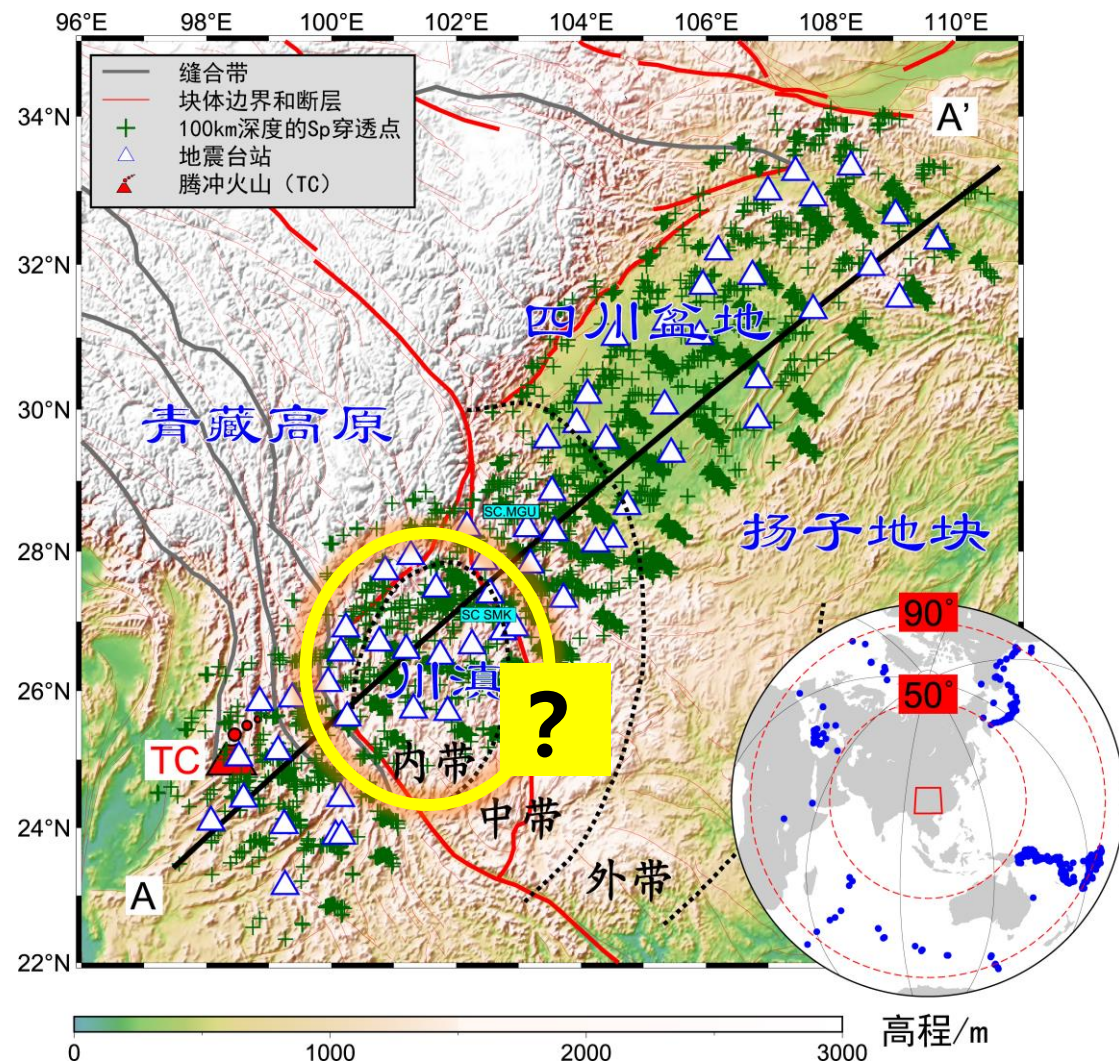 96°E 98°E 100°E 102°E 104°E 106°E 108°E 110°E
缝合带
块体边界和断层
100km深度的Sp穿透点
地震台站
腾冲火山（TC）
34°N
A’
32°N
四川盆地
30°N
青藏高原
SC.MGU
28°N
扬子地块
SC SMK
90°
26°N
川滇
?
50°
TC
内带
中带
24°N
外带
A
22°N
高程/m
0 1000 2000 3000